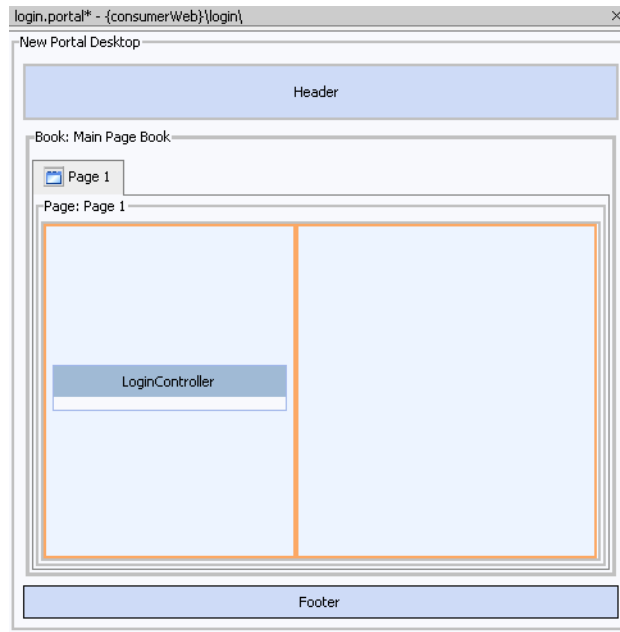 login.portal* - {consumerWeb}\login\
New Portal Desktop
Header
Book: Main Page Book
Page 1
Page: Page 1
LoginController
Footer